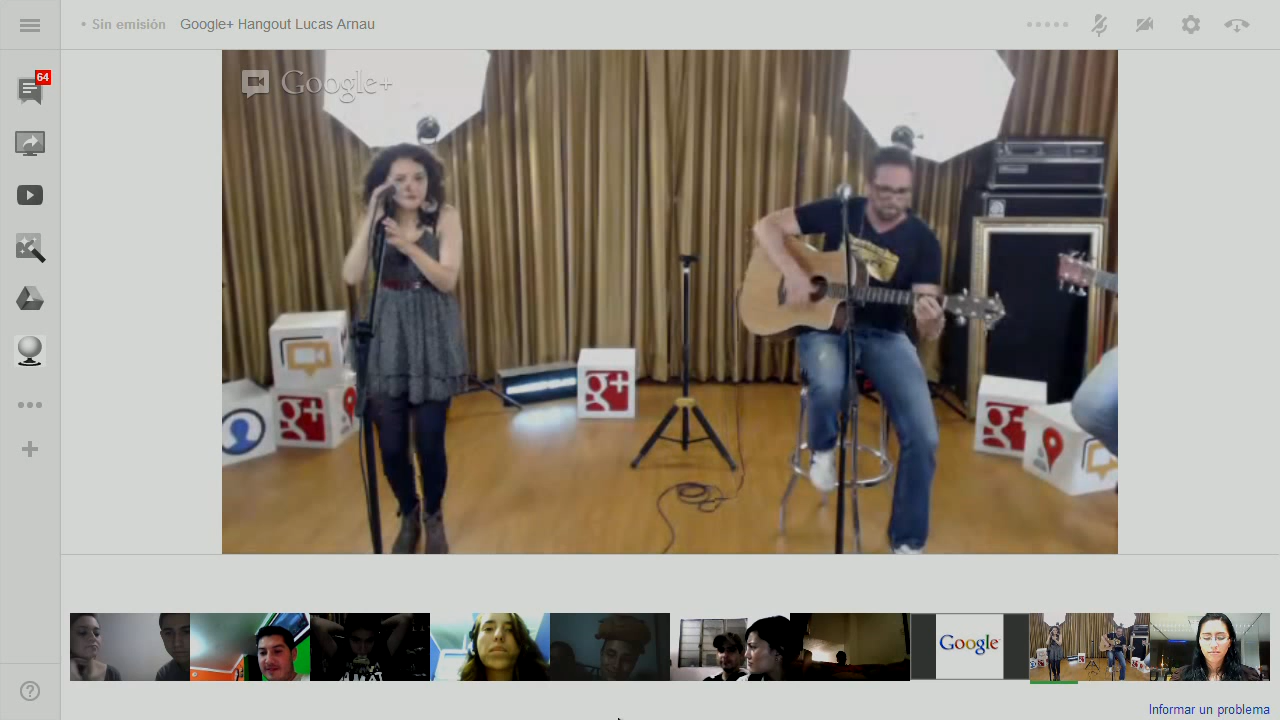 • Sin emisión Google+ Hangout Lucas Arnau
64
Google+
g+
g+
g+
Google
Informar un problema